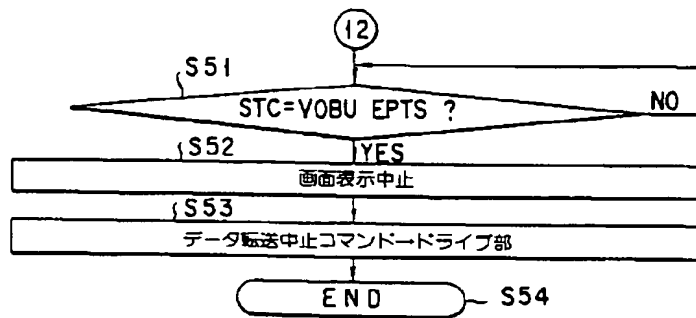 12
S51
STC=VOBU EPTS ?
NO
YES
S52
画面表示中止
S53
データ転送中止コマンド→ドライブ部
END
S54